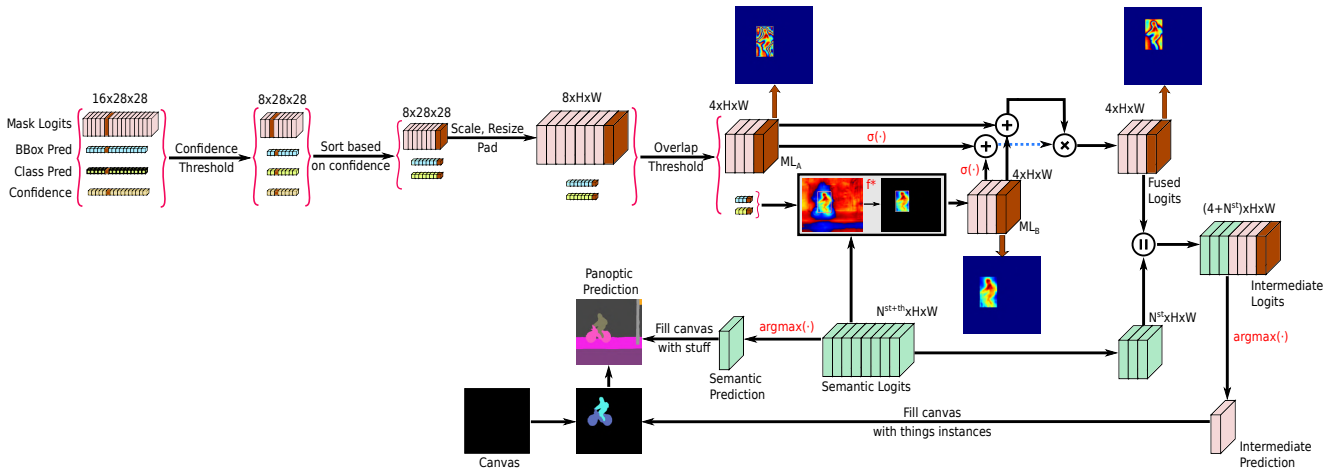 16x28x28
Mask Logits
BBox Pred
Class Pred
Confidence
Confidence
Threshold
8x28x28
Sort based
on confidence
8x28x28
Scale, Resize
Pad
8xHxW
Overlap
Threshold
4xHxW
ML_A
σ(·)
σ(·)
f*
4xHxW
ML_B
+
+
×
4xHxW
Fused
Logits
(4+N^st)xHxW
Intermediate
Logits
N^st xHxW
argmax(·)
Panoptic
Prediction
Fill canvas
with stuff
Semantic
Prediction
argmax(·)
N^st+th xHxW
Semantic Logits
Canvas
Fill canvas
with things instances
Intermediate
Prediction